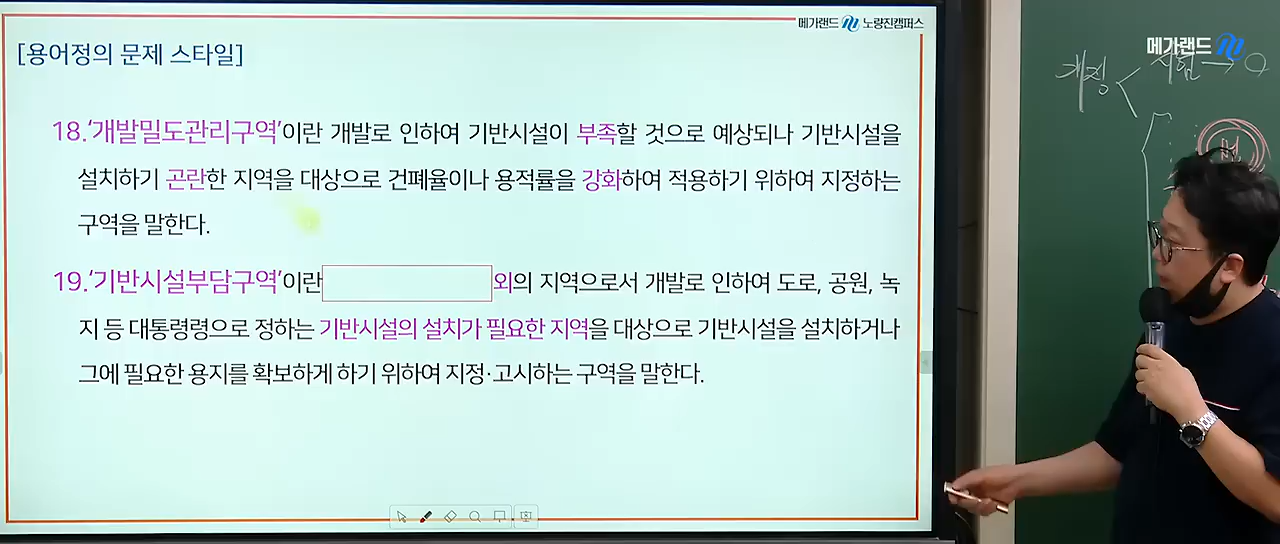 메가랜드 노량진캠퍼스
메가랜드
[용어정의 문제 스타일]
개정 < 시험 →
18.‘개발밀도관리구역’이란 개발로 인하여 기반시설이 부족할 것으로 예상되나 기반시설을
설치하기 곤란한 지역을 대상으로 건폐율이나 용적률을 강화하여 적용하기 위하여 지정하는
구역을 말한다.
19.‘기반시설부담구역’이란 외의 지역으로서 개발로 인하여 도로, 공원, 녹
지 등 대통령령으로 정하는 기반시설의 설치가 필요한 지역을 대상으로 기반시설을 설치하거나
그에 필요한 용지를 확보하게 하기 위하여 지정·고시하는 구역을 말한다.